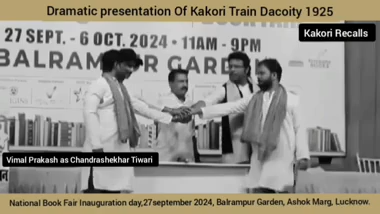 Dramatic presentation Of Kakori Train Dacoity 1925
Kakori Recalls
27 SEPT. - 6 OCT. 2024 • 11AM - 9PM
BALRAMPUR GARDEN
Vimal Prakash as Chandrashekhar Tiwari
National Book Fair Inauguration day,27september 2024, Balrampur Garden, Ashok Marg, Lucknow.